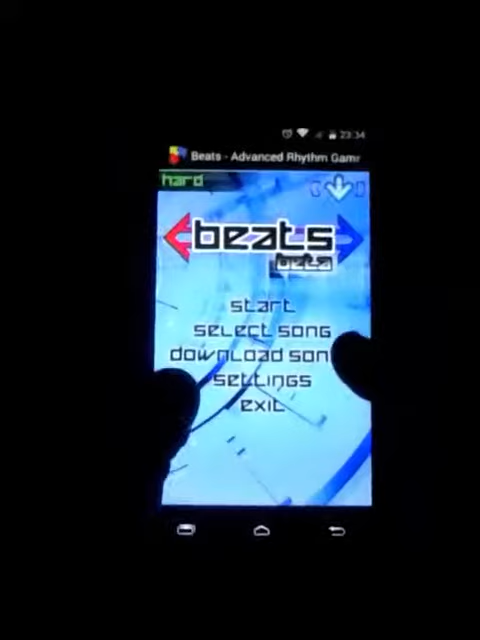 23:34
Beats - Advanced Rhythm Game
hard
beats
beta
start
select song
download son
settings
exit